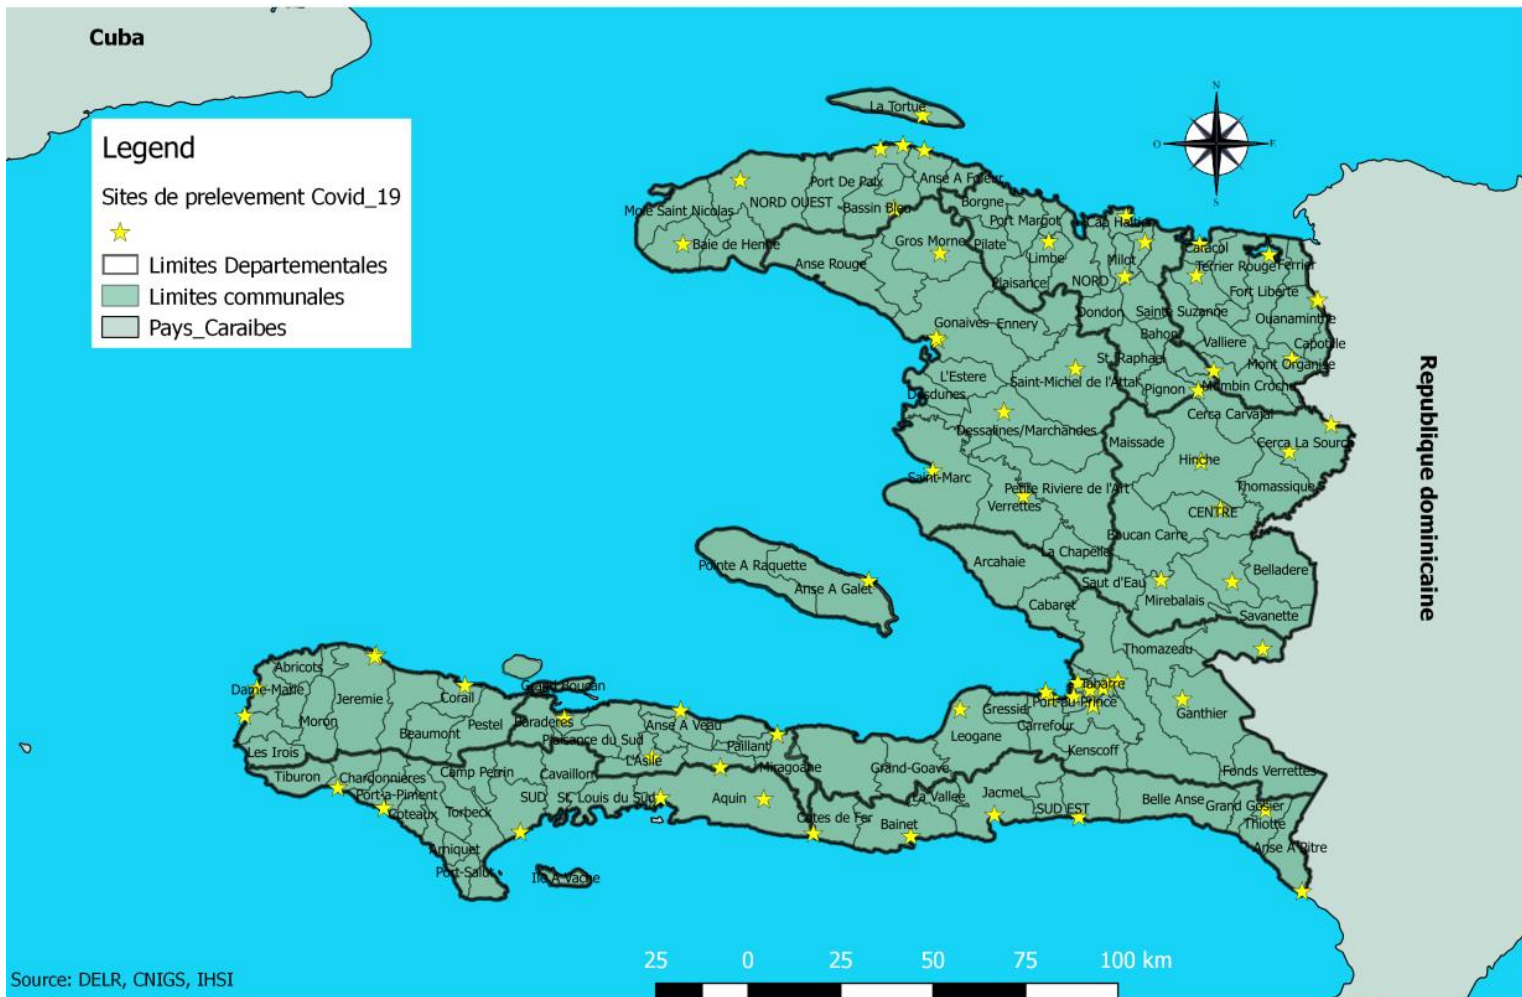 Cuba
La Tortue
N
O
E
S
Legend
Sites de prelevement Covid_19
Limites Departementales
Limites communales
Pays_Caraibes
Port De Paix
Anse A Foleur
Mole Saint Nicolas
NORD OUEST
Bassin Bleu
Borgne
Port Margot
Cap Haitien
Baie de Henne
Gros Morne
Pilate
Limbe
Milot
Caracol
Anse Rouge
Terrier Rouge
Ferrier
Plaisance
NORD
Fort Liberte
Dondon
Sainte Suzanne
Ouanaminthe
Gonaives
Ennery
Bahon
Valliere
Capotille
St. Raphael
Mont Organise
L'Estere
Saint-Michel de l'Attal
Pignon
Mombin Crochu
Desdunes
Cerca Carvajal
Dessalines/Marchandes
Maissade
Cerca La Source
Hinche
Saint-Marc
Petite Riviere de l'Art
Thomassique
Verrettes
CENTRE
Boucan Carre
La Chapelle
Arcahaie
Pointe A Raquette
Anse A Galet
Saut d'Eau
Belladere
Cabaret
Mirebalais
Savanette
Republique dominicaine
Thomazeau
Abricots
Dame-Marie
Jeremie
Corail
Grand Boucan
Tabarre
Port-au-Prince
Ganthier
Moron
Pestel
Baraderes
Anse A Veau
Gressier
Beaumont
Carrefour
Leogane
Plaisance du Sud
Paillant
Les Irois
L'Asile
Kenscoff
Miragoane
Grand-Goave
Fonds Verrettes
Tiburon
Chardonnières
Camp Perrin
Cavaillon
Port-a-Piment
SUD
St. Louis du Sud
Aquin
La Vallee
Jacmel
Belle Anse
Coteaux
Torbeck
SUD EST
Grand Gosier
Cotes de Fer
Bainet
Thiotte
Arniquet
Anse A Pitre
Port-Salut
Ile A Vache
Source: DELR, CNIGS, IHSI
25 0 25 50 75 100 km